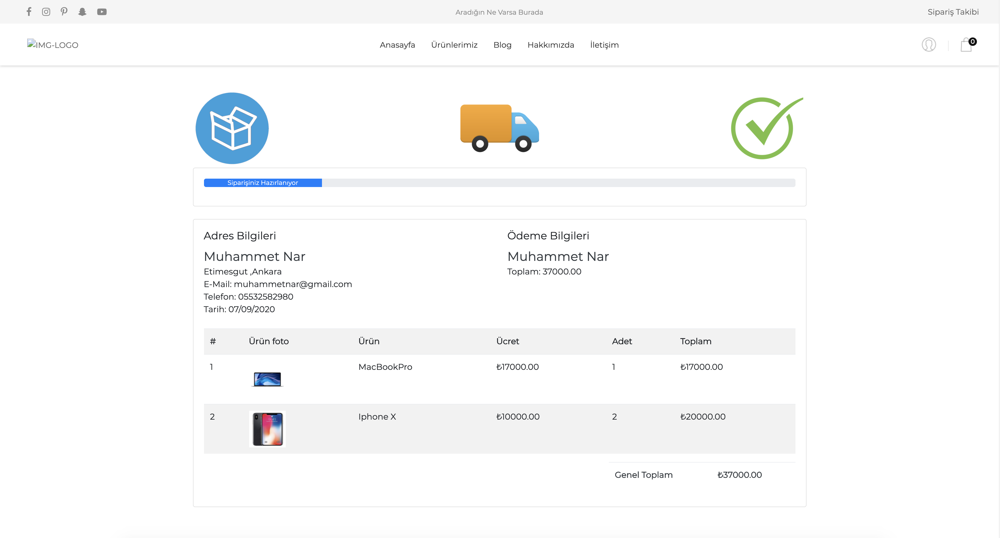 Aradığın Ne Varsa Burada
Sipariş Takibi
IMG-LOGO
Anasayfa Ürünlerimiz Blog Hakkımızda İletişim
0
Siparişiniz Hazırlanıyor
Adres Bilgileri
Muhammet Nar
Etimesgut ,Ankara
E-Mail: muhammetnar@gmail.com
Telefon: 05532582980
Tarih: 07/09/2020
Ödeme Bilgileri
Muhammet Nar
Toplam: 37000.00
# Ürün foto Ürün Ücret Adet Toplam
1 MacBookPro ₺17000.00 1 ₺17000.00
9:41
2 Iphone X ₺10000.00 2 ₺20000.00
Genel Toplam ₺37000.00